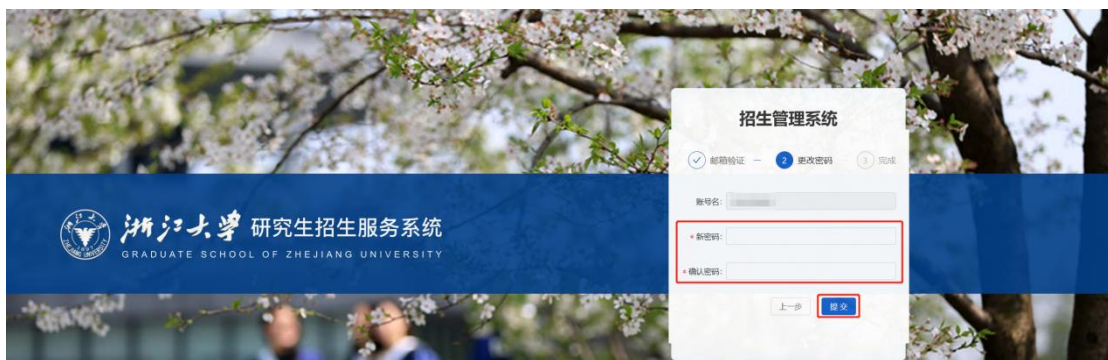 浙江大学 研究生招生服务系统
GRADUATE SCHOOL OF ZHEJIANG UNIVERSITY
招生管理系统
邮箱验证 2 更改密码 3 完成
账号名:
* 新密码:
* 确认密码:
上一步 提交